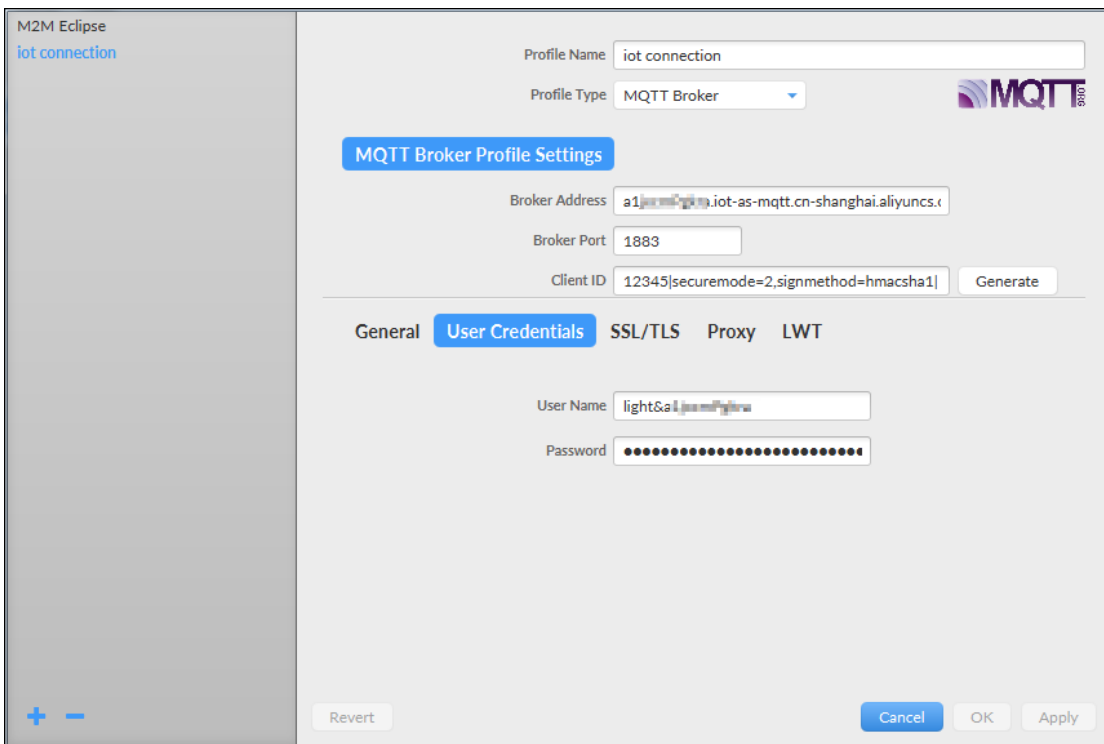 M2M Eclipse
iot connection
Profile Name iot connection
Profile Type MQTT Broker
MQTT.ORG
MQTT Broker Profile Settings
Broker Address a1 .iot-as-mqtt.cn-shanghai.aliyuncs.c
Broker Port 1883
Client ID 12345|securemode=2,signmethod=hmacsha1| Generate
General User Credentials SSL/TLS Proxy LWT
User Name light&a
Password ●●●●●●●●●●●●●●●●●●●●●●●●●●●
+ −
Revert Cancel OK Apply